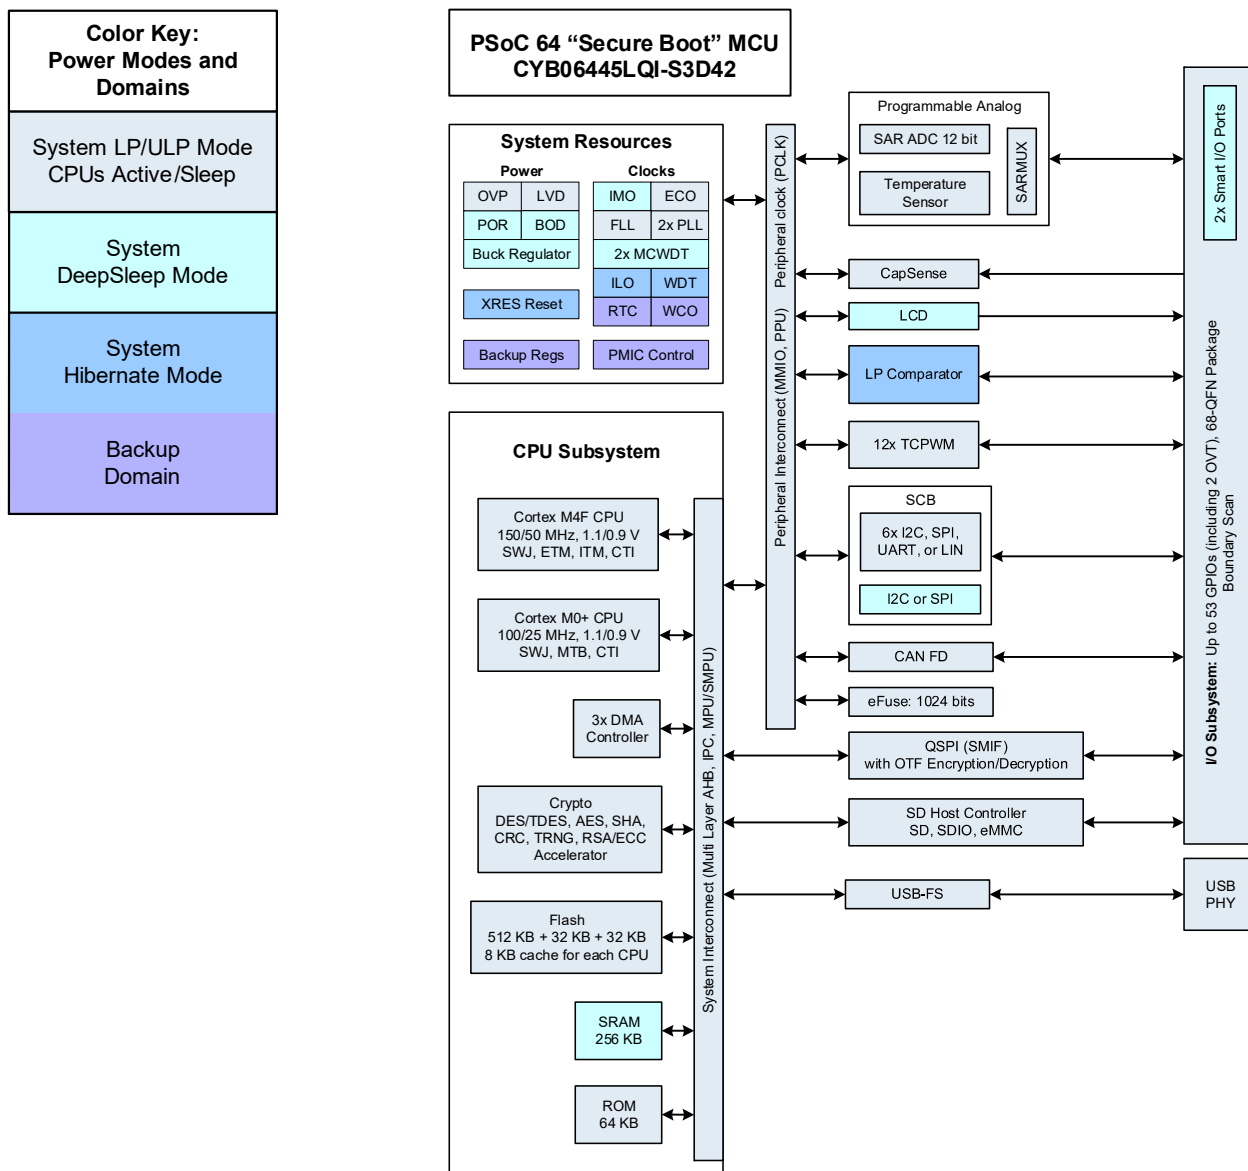 Color Key:
Power Modes and
Domains
System LP/ULP Mode
CPUs Active/Sleep
System
DeepSleep Mode
System
Hibernate Mode
Backup
Domain
PSoC 64 “Secure Boot” MCU
CYB06445LQI-S3D42
System Resources
Power
Clocks
OVP
LVD
IMO
ECO
POR
BOD
FLL
2x PLL
Buck Regulator
2x MCWDT
XRES Reset
ILO
WDT
RTC
WCO
Backup Regs
PMIC Control
CPU Subsystem
Cortex M4F CPU
150/50 MHz, 1.1/0.9 V
SWJ, ETM, ITM, CTI
Cortex M0+ CPU
100/25 MHz, 1.1/0.9 V
SWJ, MTB, CTI
3x DMA
Controller
Crypto
DES/TDES, AES, SHA,
CRC, TRNG, RSA/ECC
Accelerator
Flash
512 KB + 32 KB + 32 KB
8 KB cache for each CPU
SRAM
256 KB
ROM
64 KB
System Interconnect (Multi Layer AHB, IPC, MPU/SMPU)
Peripheral Interconnect (MMIO, PPU)
Peripheral clock (PCLK)
Programmable Analog
SAR ADC 12 bit
Temperature
Sensor
SARMUX
CapSense
LCD
LP Comparator
12x TCPWM
SCB
6x I2C, SPI,
UART, or LIN
I2C or SPI
CAN FD
eFuse: 1024 bits
QSPI (SMIF)
with OTF Encryption/Decryption
SD Host Controller
SD, SDIO, eMMC
USB-FS
2x Smart I/O Ports
I/O Subsystem: Up to 53 GPIOs (including 2 OVT), 68-QFN Package
Boundary Scan
USB
PHY